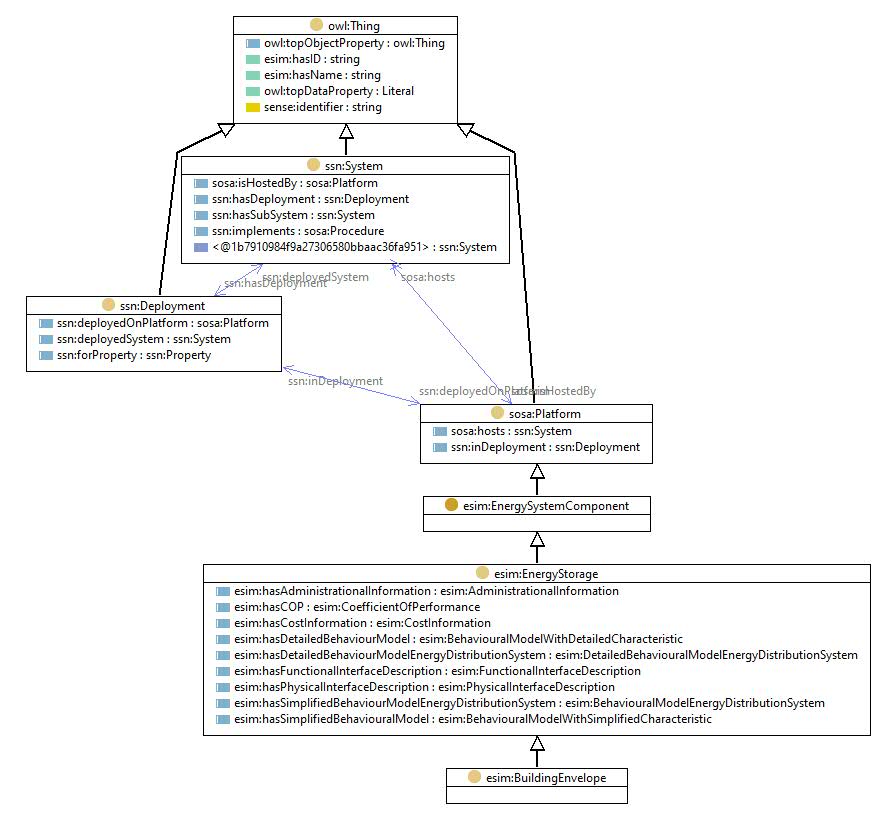 owl:Thing
owl:topObjectProperty : owl:Thing
esim:hasID : string
esim:hasName : string
owl:topDataProperty : Literal
sense:identifier : string
ssn:System
sosa:isHostedBy : sosa:Platform
ssn:hasDeployment : ssn:Deployment
ssn:hasSubSystem : ssn:System
ssn:implements : sosa:Procedure
<@1b7910984f9a27306580bbaac36fa951> : ssn:System
ssn:deployedSystem
sosa:hosts
ssn:hasDeployment
ssn:Deployment
ssn:deployedOnPlatform : sosa:Platform
ssn:deployedSystem : ssn:System
ssn:forProperty : ssn:Property
ssn:inDeployment
ssn:deployedOnPlatform
sosa:isHostedBy
sosa:Platform
sosa:hosts : ssn:System
ssn:inDeployment : ssn:Deployment
esim:EnergySystemComponent
esim:EnergyStorage
esim:hasAdministrationalInformation : esim:AdministrationalInformation
esim:hasCOP : esim:CoefficientOfPerformance
esim:hasCostInformation : esim:CostInformation
esim:hasDetailedBehaviourModel : esim:BehaviouralModelWithDetailedCharacteristic
esim:hasDetailedBehaviourModelEnergyDistributionSystem : esim:DetailedBehaviouralModelEnergyDistributionSystem
esim:hasFunctionalInterfaceDescription : esim:FunctionalInterfaceDescription
esim:hasPhysicalInterfaceDescription : esim:PhysicalInterfaceDescription
esim:hasSimplifiedBehaviourModelEnergyDistributionSystem : esim:BehaviouralModelEnergyDistributionSystem
esim:hasSimplifiedBehaviouralModel : esim:BehaviouralModelWithSimplifiedCharacteristic
esim:BuildingEnvelope